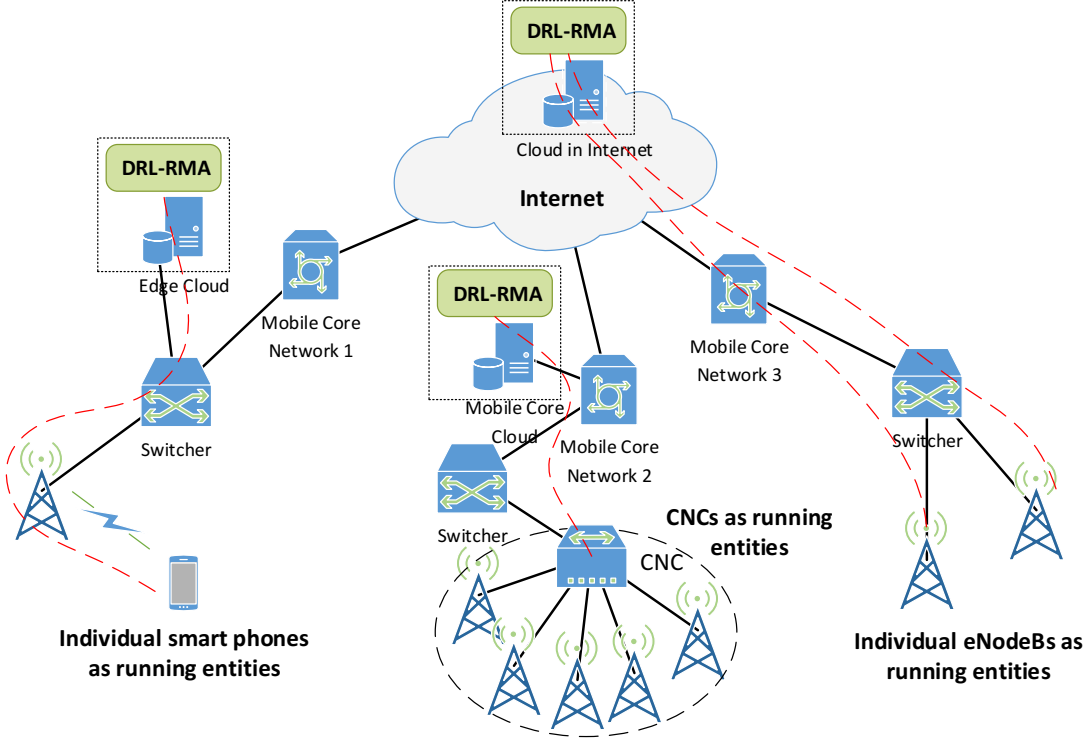 DRL-RMA
Cloud in Internet
Internet
DRL-RMA
Edge Cloud
Mobile Core
Network 1
Switcher
Individual smart phones
as running entities
DRL-RMA
Mobile Core
Cloud
Mobile Core
Network 2
Switcher
CNC
CNCs as running
entities
Mobile Core
Network 3
Switcher
Individual eNodeBs as
running entities